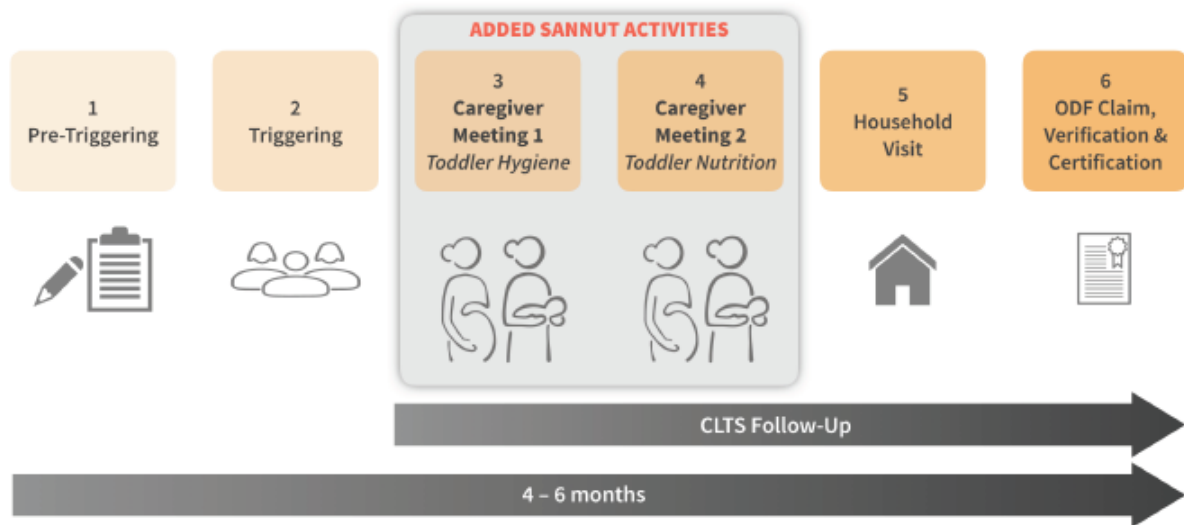 ADDED SANNUT ACTIVITIES
1
Pre-Triggering
2
Triggering
3
Caregiver
Meeting 1
Toddler Hygiene
4
Caregiver
Meeting 2
Toddler Nutrition
5
Household
Visit
6
ODF Claim,
Verification &
Certification
CLTS Follow-Up
4 – 6 months